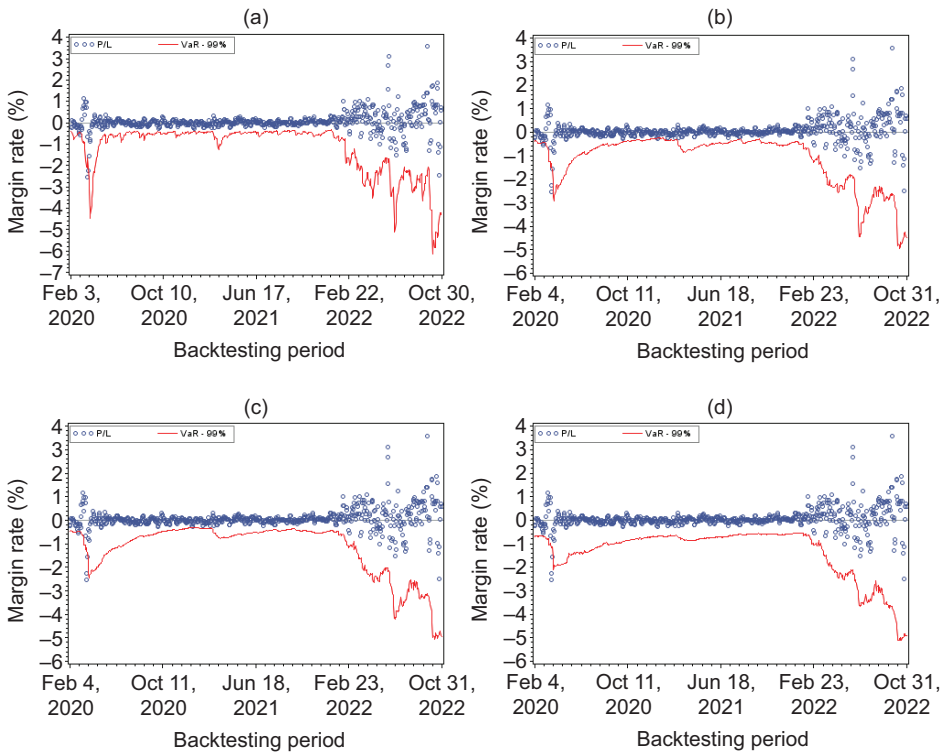 (a)
P/L VaR - 99%
Margin rate (%)
4
3
2
1
0
–1
–2
–3
–4
–5
–6
–7
Feb 3, Oct 10, Jun 17, Feb 22, Oct 30,
2020 2020 2021 2022 2022
Backtesting period
(b)
P/L VaR - 99%
Margin rate (%)
4
3
2
1
0
–1
–2
–3
–4
–5
–6
Feb 4, Oct 11, Jun 18, Feb 23, Oct 31,
2020 2020 2021 2022 2022
Backtesting period
(c)
P/L VaR - 99%
Margin rate (%)
4
3
2
1
0
–1
–2
–3
–4
–5
–6
Feb 4, Oct 11, Jun 18, Feb 23, Oct 31,
2020 2020 2021 2022 2022
Backtesting period
(d)
P/L VaR - 99%
Margin rate (%)
4
3
2
1
0
–1
–2
–3
–4
–5
–6
Feb 4, Oct 11, Jun 18, Feb 23, Oct 31,
2020 2020 2021 2022 2022
Backtesting period